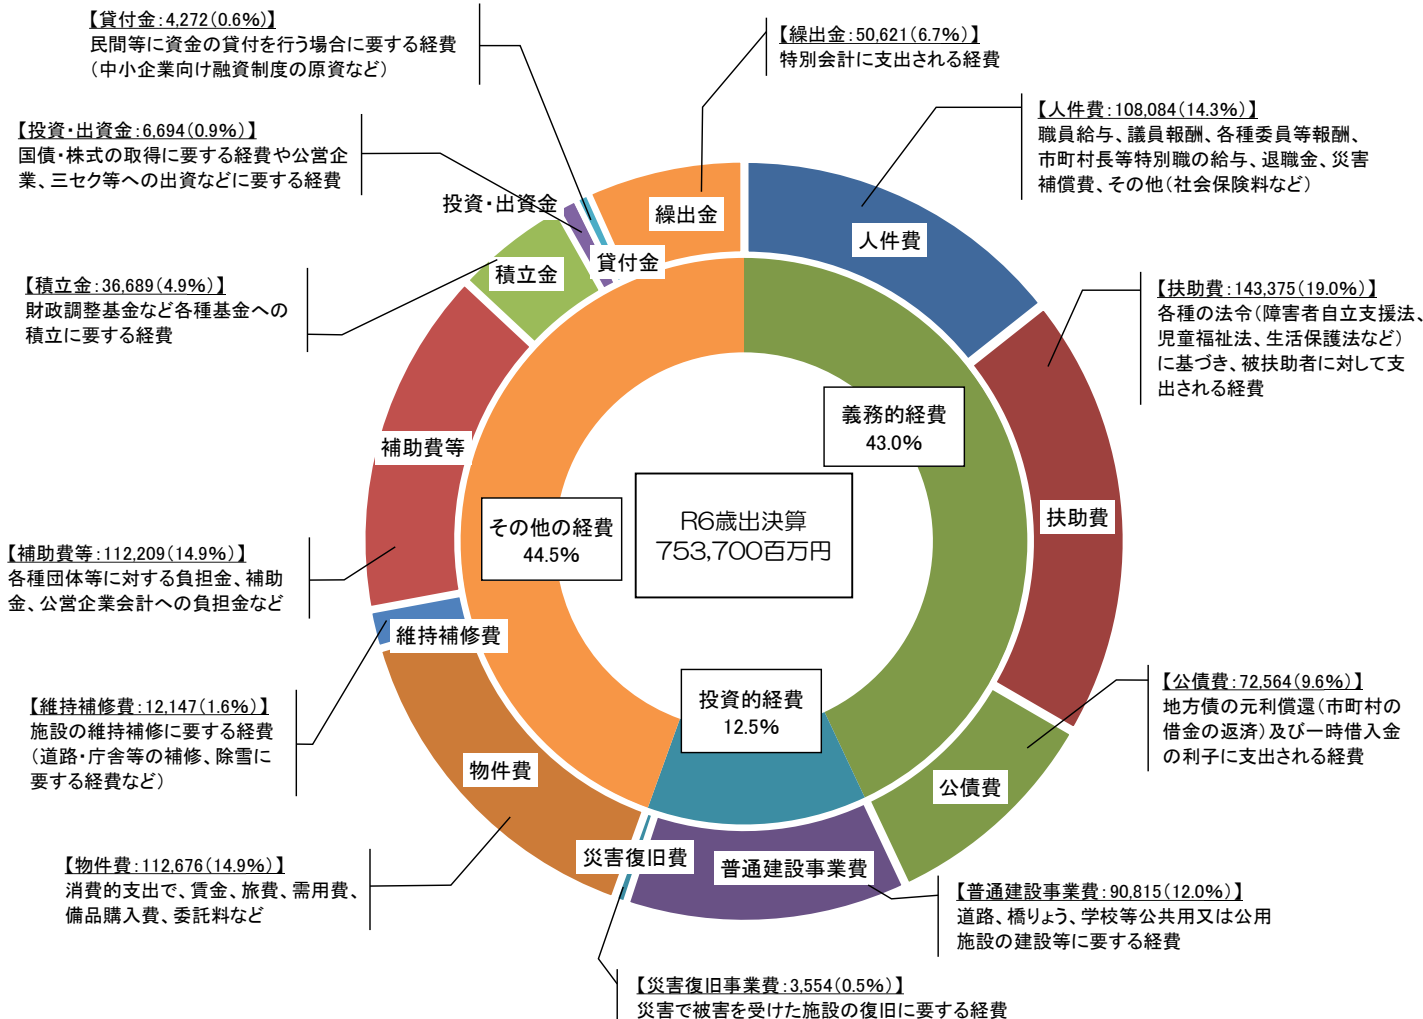 【貸付金：4,272（0.6%）】
民間等に資金の貸付を行う場合に要する経費
（中小企業向け融資制度の原資など）
【繰出金：50,621（6.7%）】
特別会計に支出される経費
【人件費：108,084（14.3%）】
職員給与、議員報酬、各種委員等報酬、
市町村長等特別職の給与、退職金、災害
補償費、その他（社会保険料など）
【投資・出資金：6,694（0.9%）】
国債・株式の取得に要する経費や公営企
業、三セク等への出資などに要する経費
投資・出資金
繰出金
人件費
貸付金
積立金
【積立金：36,689（4.9%）】
財政調整基金など各種基金への
積立に要する経費
【扶助費：143,375（19.0%）】
各種の法令（障害者自立支援法、
児童福祉法、生活保護法など）
に基づき、被扶助者に対して支
出される経費
義務的経費
43.0%
補助費等
その他の経費
44.5%
R6歳出決算
753,700百万円
扶助費
【補助費等：112,209（14.9%）】
各種団体等に対する負担金、補助
金、公営企業会計への負担金など
維持補修費
【維持補修費：12,147（1.6%）】
施設の維持補修に要する経費
（道路・庁舎等の補修、除雪に
要する経費など）
投資的経費
12.5%
【公債費：72,564（9.6%）】
地方債の元利償還（市町村の
借金の返済）及び一時借入金
の利子に支出される経費
物件費
公債費
災害復旧費
普通建設事業費
【物件費：112,676（14.9%）】
消費的支出で、賃金、旅費、需用費、
備品購入費、委託料など
【普通建設事業費：90,815（12.0%）】
道路、橋りょう、学校等公共用又は公用
施設の建設等に要する経費
【災害復旧事業費：3,554（0.5%）】
災害で被害を受けた施設の復旧に要する経費